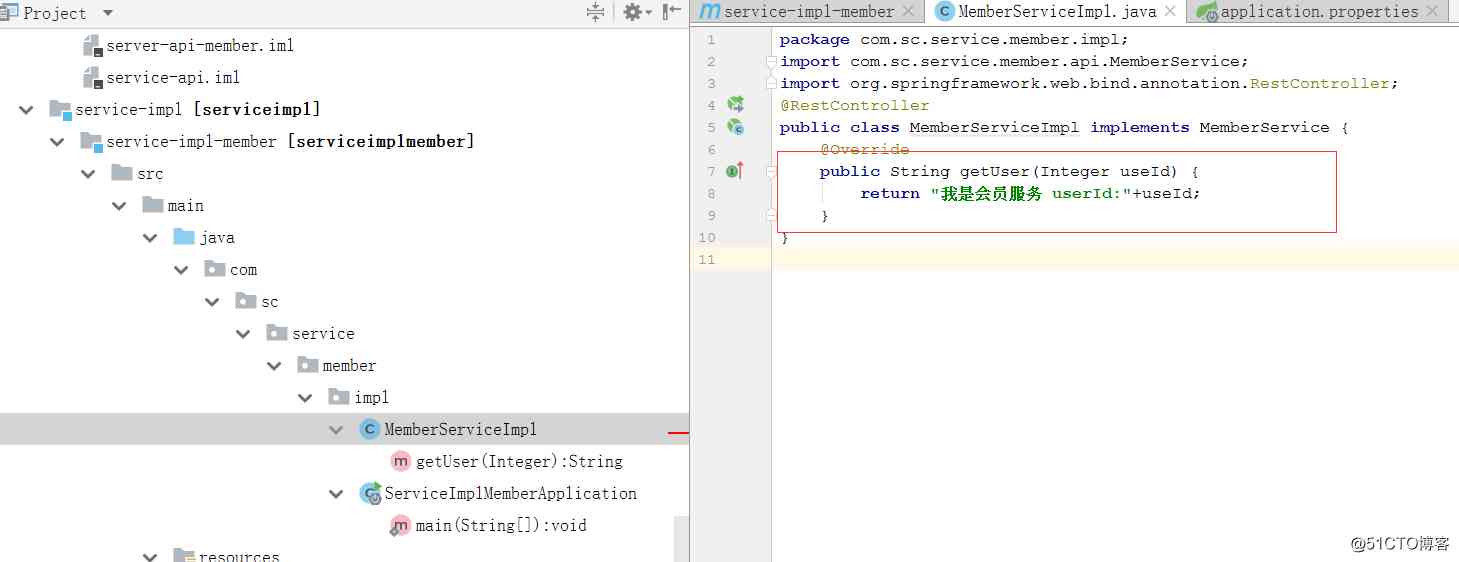 Project
server-api-member.iml
service-api.iml
service-impl [serviceimpl]
service-impl-member [serviceimplmember]
src
main
java
com
sc
service
member
impl
MemberServiceImpl
getUser(Integer):String
ServiceImplMemberApplication
main(String[]):void
resources
service-impl-member
MemberServiceImpl.java
application.properties
1 package com.sc.service.member.impl;
2 import com.sc.service.member.api.MemberService;
3 import org.springframework.web.bind.annotation.RestController;
4 @RestController
5 public class MemberServiceImpl implements MemberService {
6 @Override
7 public String getUser(Integer useId) {
8 return "我是会员服务 userId:"+useId;
9 }
10 }
11
@51CTO博客